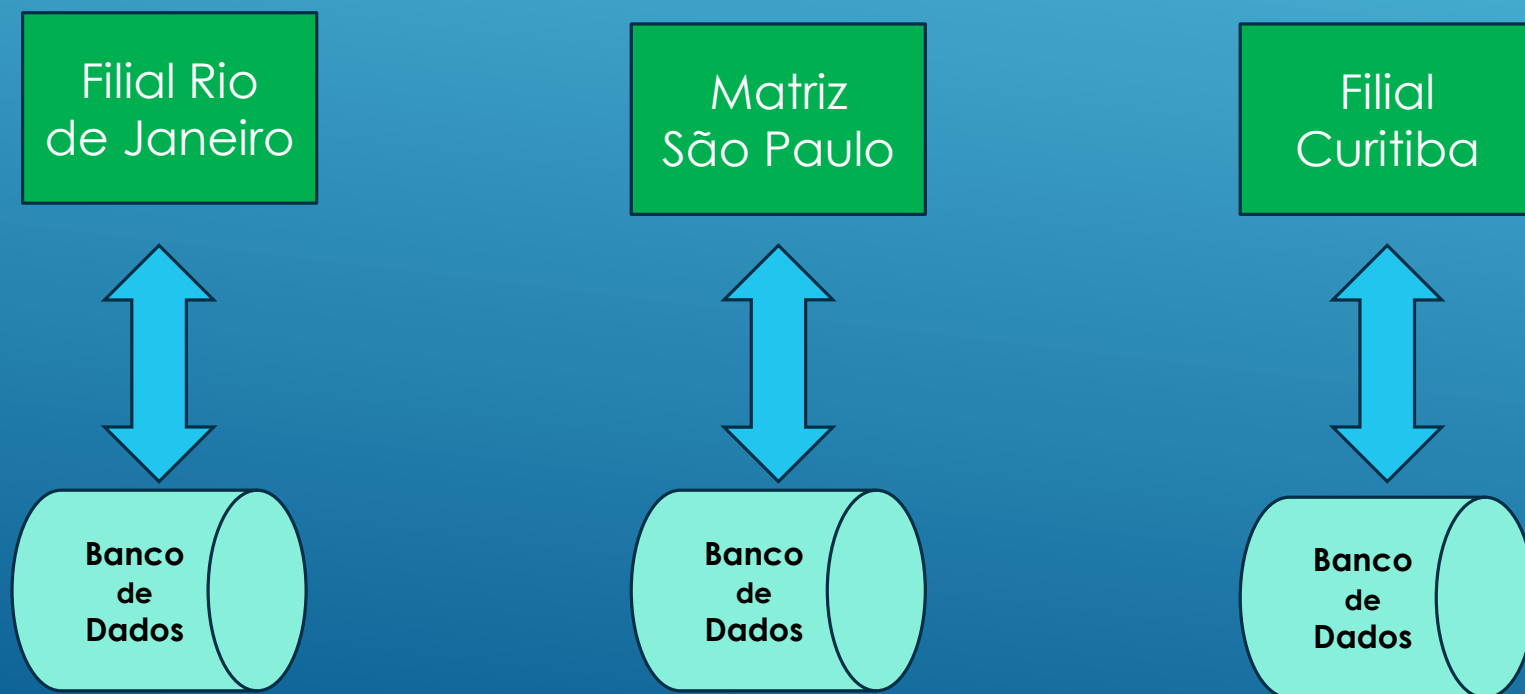 Filial Rio
de Janeiro
Matriz
São Paulo
Filial
Curitiba
Banco
de
Dados
Banco
de
Dados
Banco
de
Dados